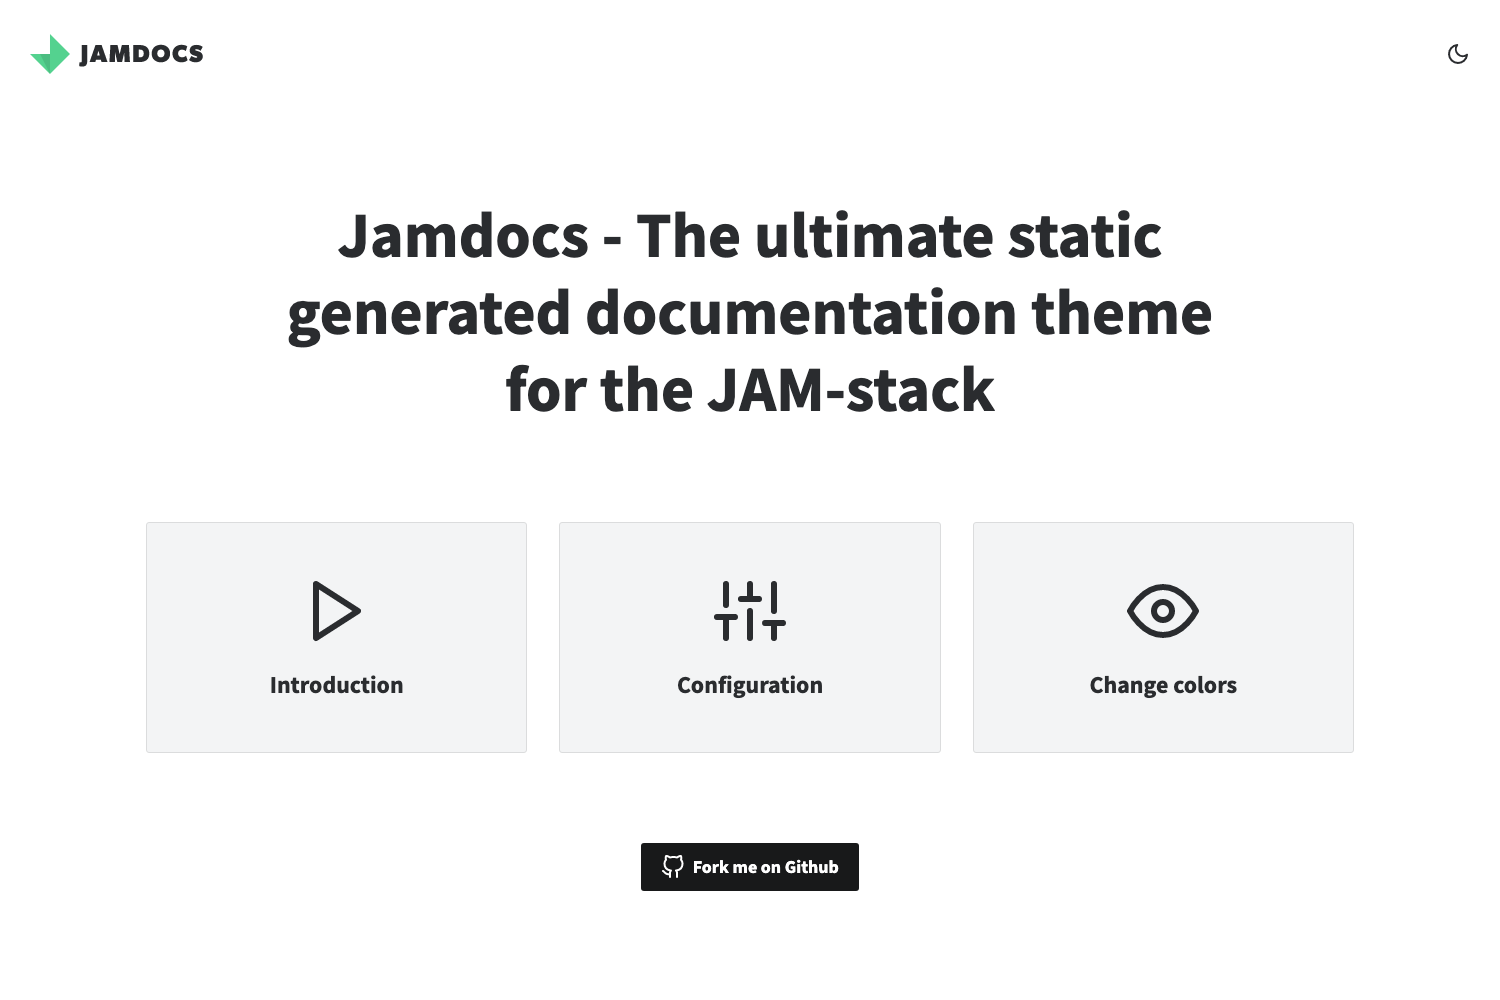 JAMDOCS
Jamdocs - The ultimate static
generated documentation theme
for the JAM-stack
Introduction
Configuration
Change colors
Fork me on Github